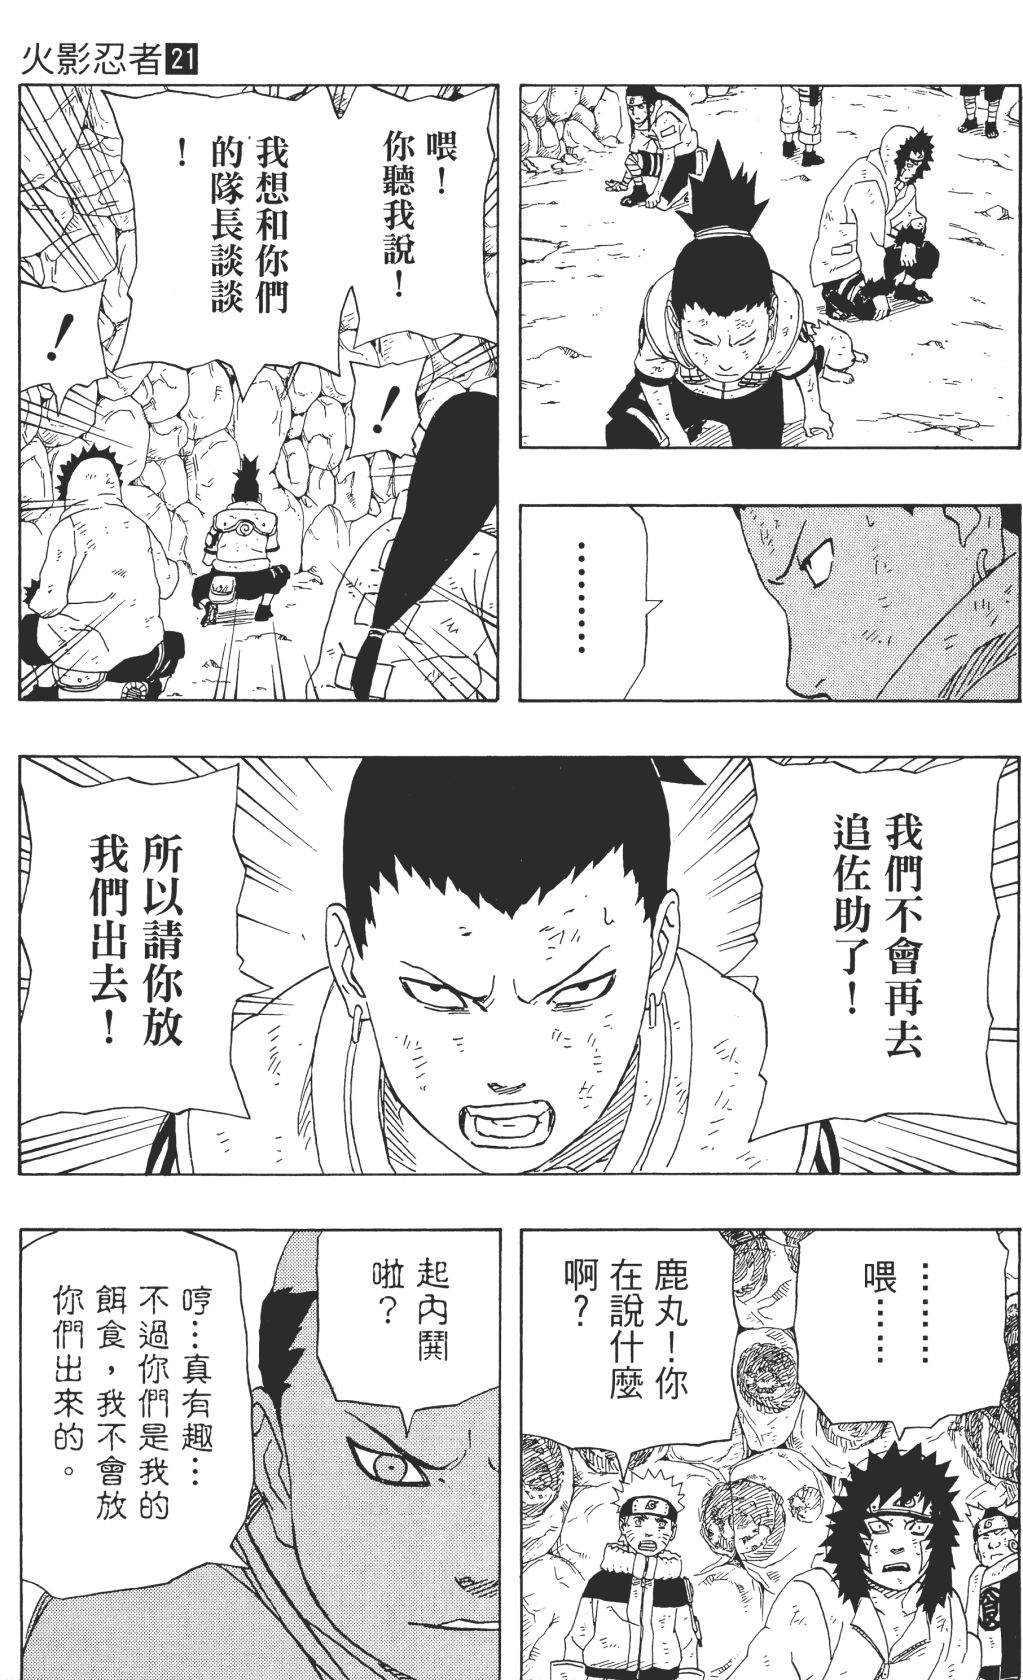 火影忍者21
………
喂！
你聽我說！
我想和你們
的隊長談談
！
！
！
我們不會再去
追佐助了！
所以請你放
我們出去！
………
喂……
鹿丸！你
在說什麼
啊？
起內鬨
啦？
哼…真有趣…
不過你們是我的
餌食，我不會放
你們出來的。